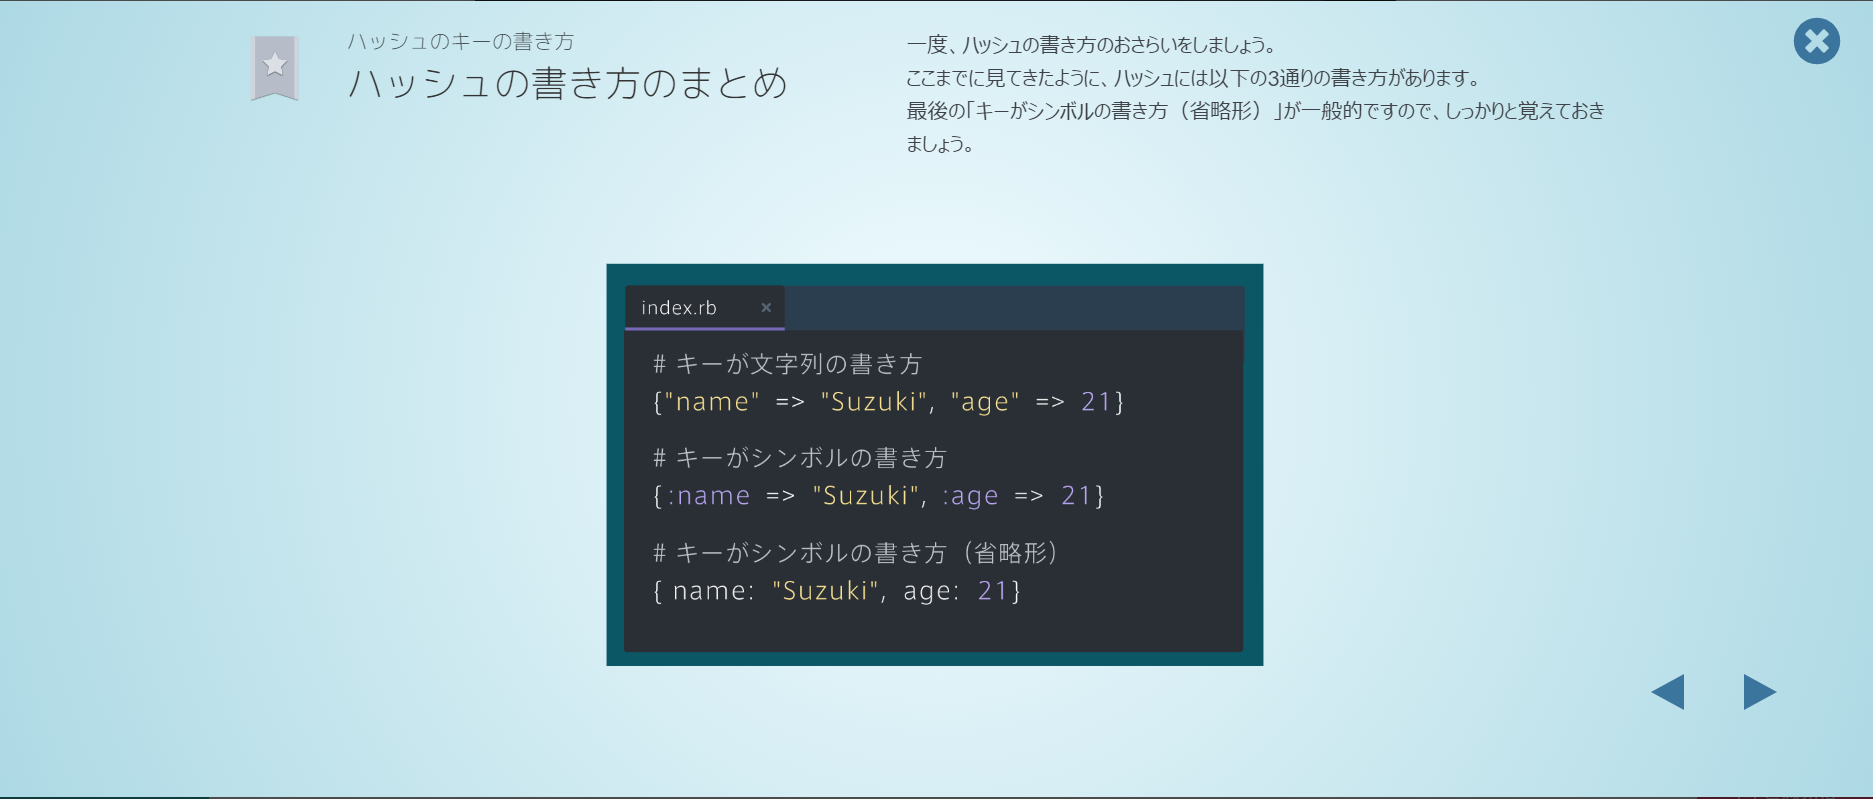 ハッシュのキーの書き方
ハッシュの書き方のまとめ
一度、ハッシュの書き方のおさらいをしましょう。
ここまでに見てきたように、ハッシュには以下の3通りの書き方があります。
最後の「キーがシンボルの書き方（省略形）」が一般的ですので、しっかりと覚えておき
ましょう。
index.rb ×
# キーが文字列の書き方
{"name" => "Suzuki", "age" => 21}
# キーがシンボルの書き方
{:name => "Suzuki", :age => 21}
# キーがシンボルの書き方（省略形）
{ name: "Suzuki", age: 21}